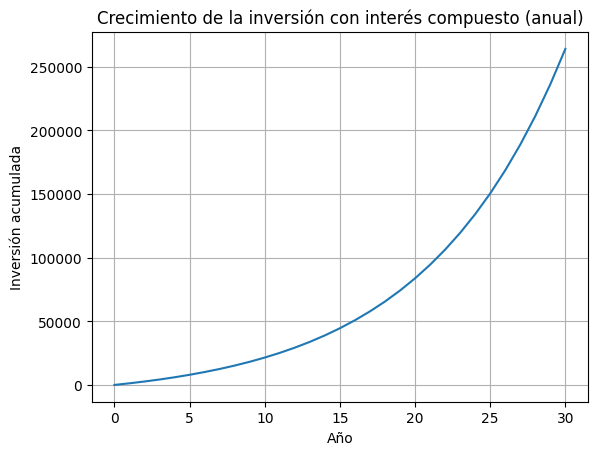 Crecimiento de la inversión con interés compuesto (anual)
Inversión acumulada
250000
200000
150000
100000
50000
0
0 5 10 15 20 25 30
Año